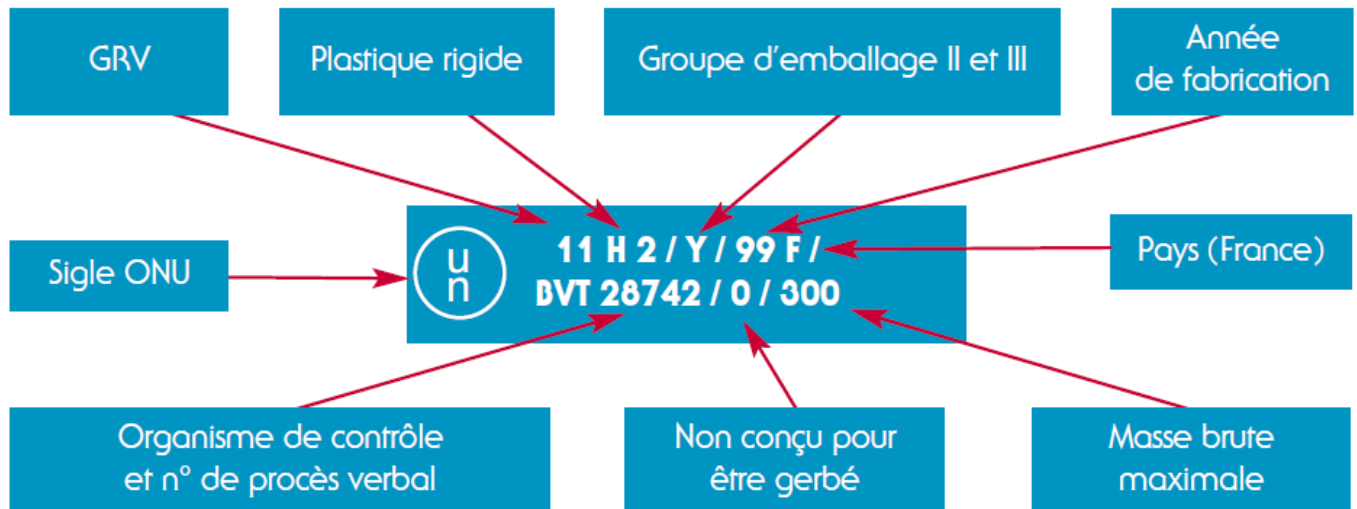 GRV
Plastique rigide
Groupe d'emballage II et III
Année
de fabrication
Sigle ONU
u
n
11 H 2 / Y / 99 F /
BVT 28742 / 0 / 300
Pays (France)
Organisme de contrôle
et n° de procès verbal
Non conçu pour
être gerbé
Masse brute
maximale